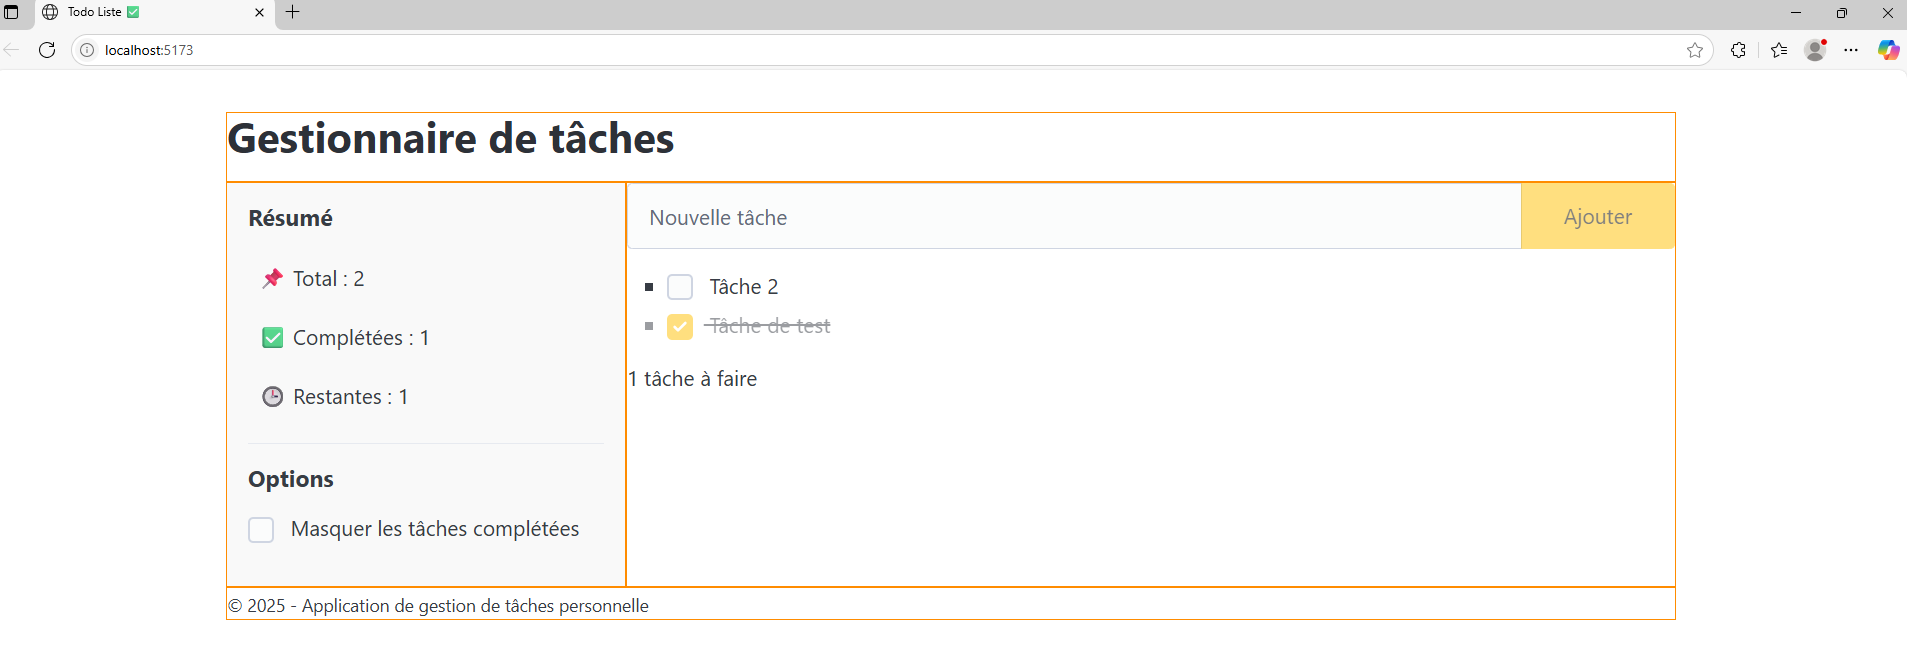 Todo Liste ✅
localhost:5173
Gestionnaire de tâches
Résumé
📌 Total : 2
✅ Complétées : 1
🕒 Restantes : 1
Options
Masquer les tâches complétées
Nouvelle tâche
Ajouter
Tâche 2
Tâche de test
1 tâche à faire
© 2025 - Application de gestion de tâches personnelle